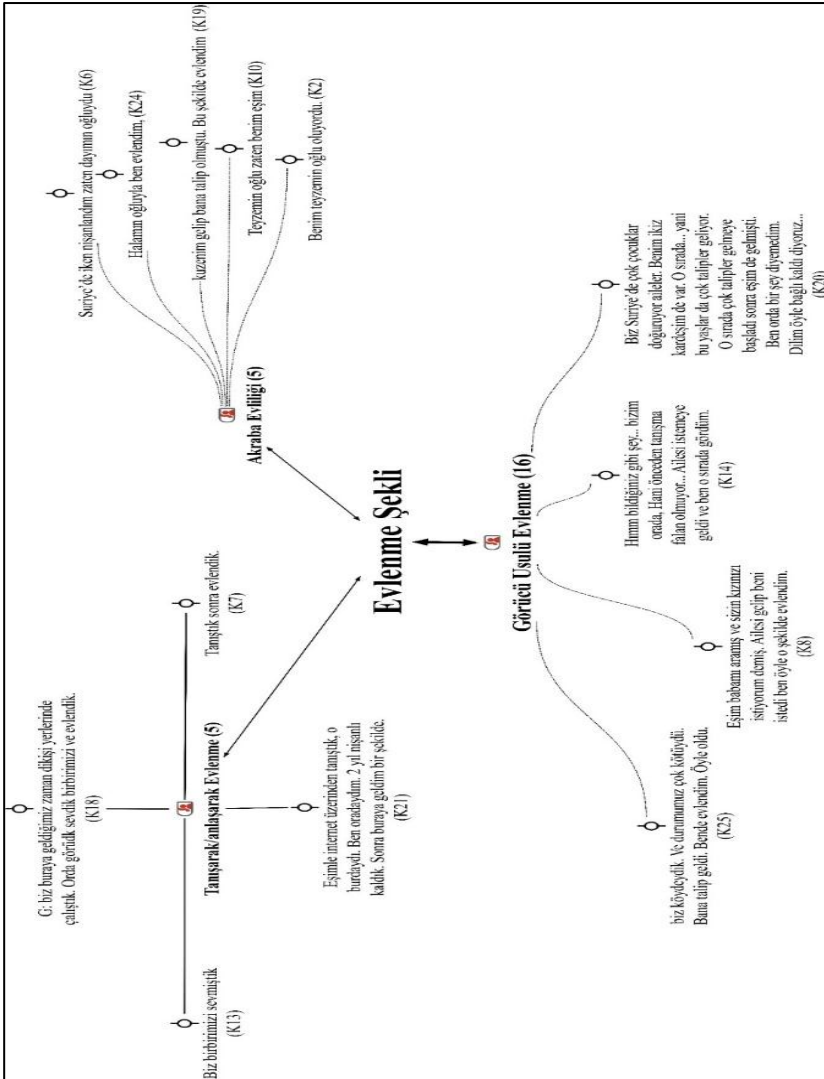 G: biz buraya geldiğimiz zaman dikişi yerlerinde
çalıştık. Orda görüdk sevdik birbirimizi ve evlendik.
(K18)
Biz birbirimizi sevmiştik
(K13)
Tanışarak/anlaşarak Evlenme (5)
Tanıştık sonra evlendik.
(K7)
Eşimle internet üzerinden tanıştık, o
burdaydı. Ben oradaydım. 2 yıl nişanlı
kaldık. Sonra buraya geldim bir şekilde.
(K21)
Suriye'de iken nişanlandım zaten dayımın oğluydu (K6)
Halamın oğluyla ben evlendim, (K24)
kuzenim gelip bana talip olmuştu. Bu şekilde evlendim (K19)
Teyzemin oğlu zaten benim eşim (K10)
Benim teyzemin oğlu oluyordu. (K2)
Akraba Evliliği (5)
Evlenme Şekli
Görücü Usulü Evlenme (16)
biz köydeydik. Ve durumumuz çok kötüydü.
Bana talip geldi. Bende evlendim. Öyle oldu.
(K25)
Eşim babamı aramış ve sizin kızınızı
istiyorum demiş. Ailesi gelip beni
istedi ben öyle o şekilde evlendim.
(K8)
Hımm bildiğiniz gibi şey... bizim
orada, Hani önceden tanışma
falan olmuyor... Ailesi istemeye
geldi ve ben o sırada gördüm.
(K14)
Biz Suriye'de çok çocuklar
doğuruyor aileler. Benim ikiz
kardeşim de var. O sırada... yani
bu yaşlar da çok talipler geliyor.
O sırada çok talipler gelmeye
başladı sonra eşim de gelmişti.
Ben orda bir şey diyemedim.
Dilim öyle bağlı kaldı diyoruz...
(K20)